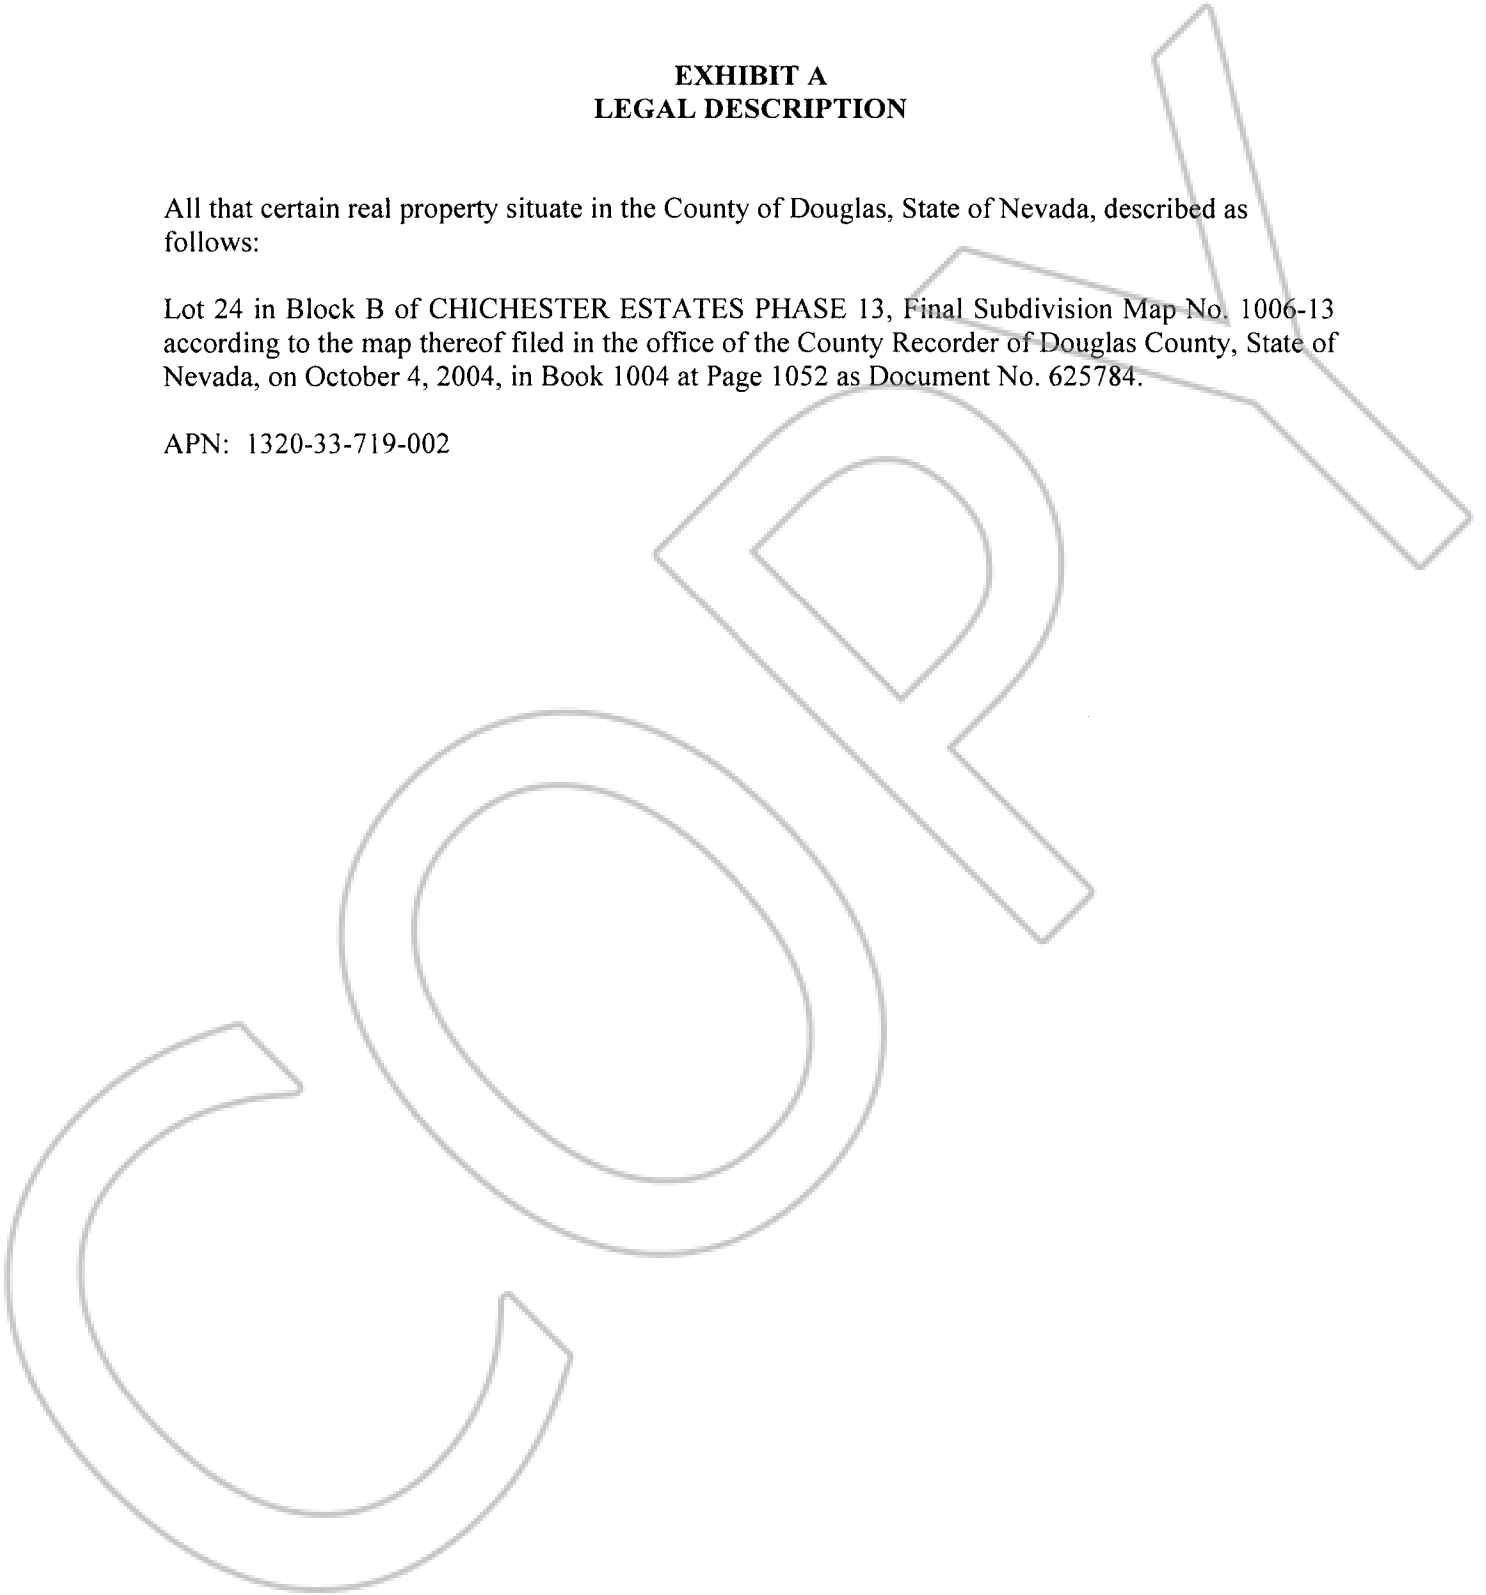 EXHIBIT A
LEGAL DESCRIPTION
All that certain real property situate in the County of Douglas, State of Nevada, described as
follows:
Lot 24 in Block B of CHICHESTER ESTATES PHASE 13, Final Subdivision Map No. 1006-13
according to the map thereof filed in the office of the County Recorder of Douglas County, State of
Nevada, on October 4, 2004, in Book 1004 at Page 1052 as Document No. 625784.
APN: 1320-33-719-002
COPY